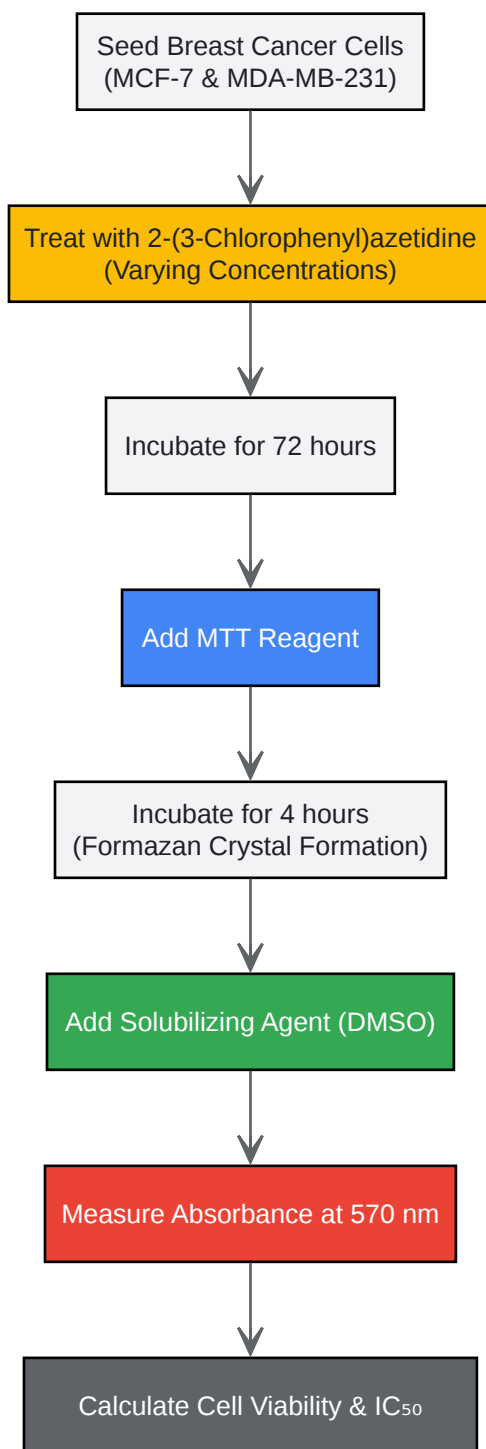 Seed Breast Cancer Cells
(MCF-7 & MDA-MB-231)
Treat with 2-(3-Chlorophenyl)azetidine
(Varying Concentrations)
Incubate for 72 hours
Add MTT Reagent
Incubate for 4 hours
(Formazan Crystal Formation)
Add Solubilizing Agent (DMSO)
Measure Absorbance at 570 nm
Calculate Cell Viability & IC₅₀